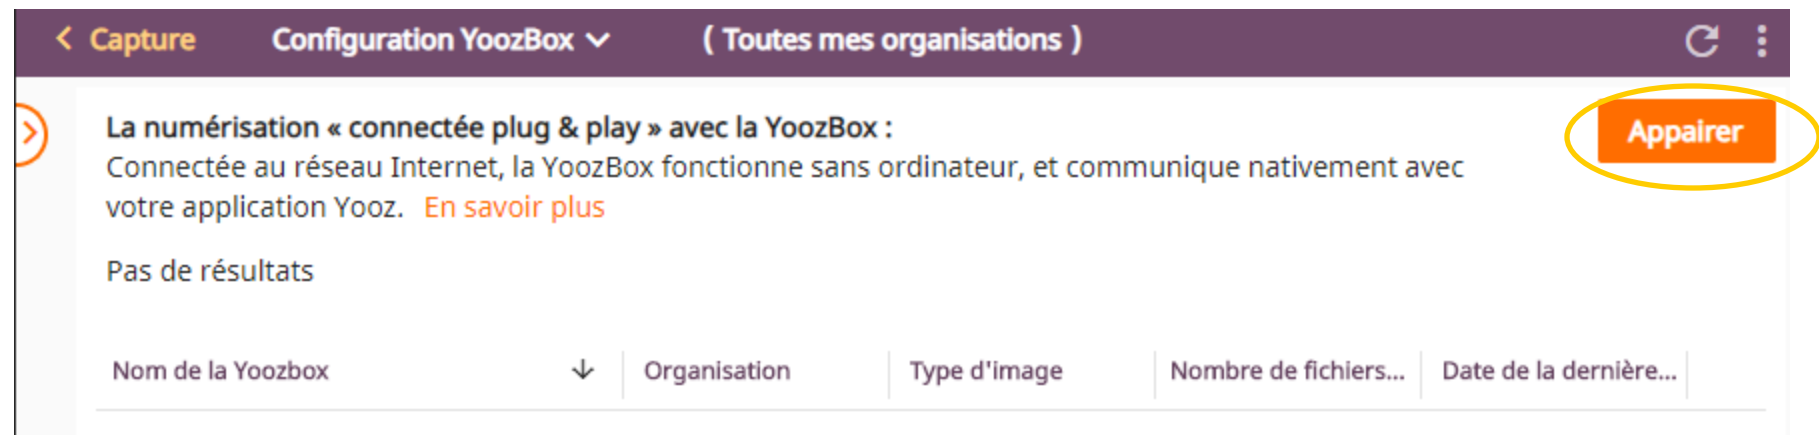 Capture Configuration YoozBox ( Toutes mes organisations )
La numérisation « connectée plug & play » avec la YoozBox :
Appairer
Connectée au réseau Internet, la YoozBox fonctionne sans ordinateur, et communique nativement avec
votre application Yooz. En savoir plus
Pas de résultats
Nom de la Yoozbox Organisation Type d'image Nombre de fichiers... Date de la dernière...